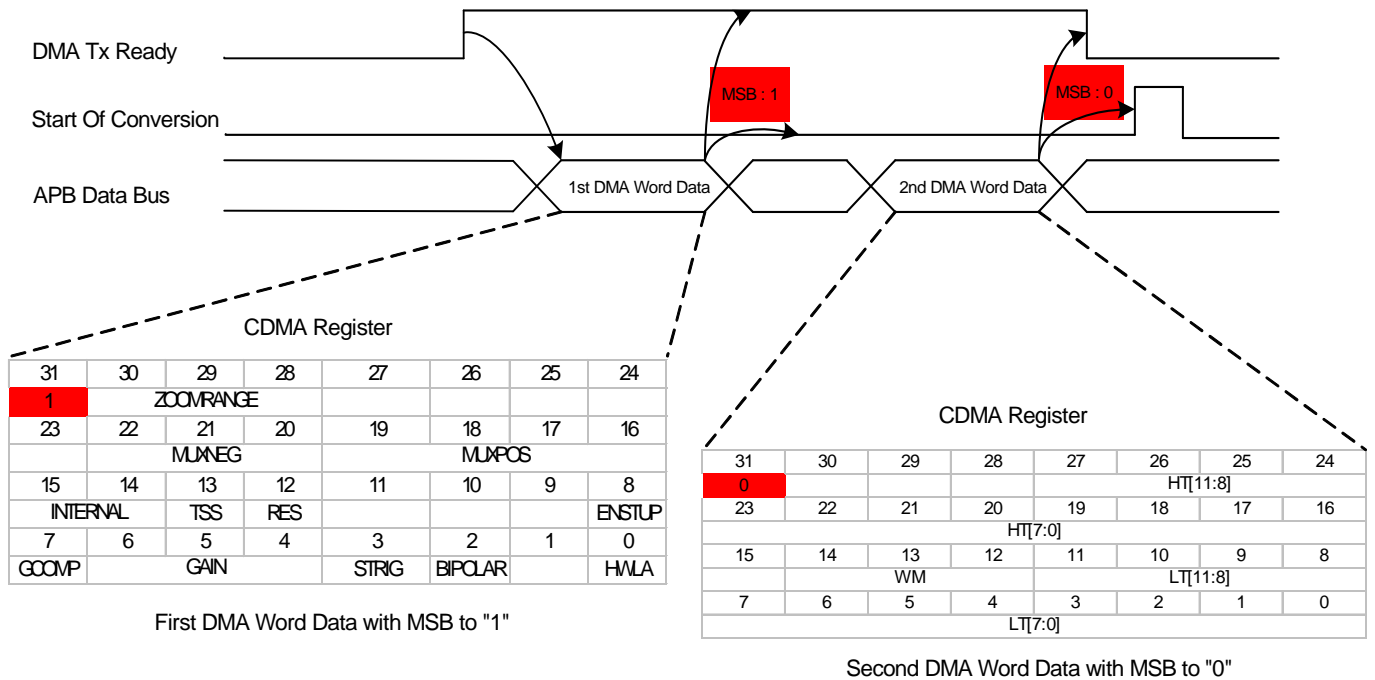 DMA Tx Ready
MSB : 1
MSB : 0
Start Of Conversion
APB Data Bus
1st DMA Word Data
2nd DMA Word Data
CDMA Register
31 30 29 28 27 26 25 24
1 ZOOMRANGE
23 22 21 20 19 18 17 16
MUXNEG MUXPOS
15 14 13 12 11 10 9 8
INTERNAL TSS RES ENSTUP
7 6 5 4 3 2 1 0
GCOMP GAIN STRIG BIPOLAR HWLA
First DMA Word Data with MSB to "1"
CDMA Register
31 30 29 28 27 26 25 24
0 HT[11:8]
23 22 21 20 19 18 17 16
HT[7:0]
15 14 13 12 11 10 9 8
WM LT[11:8]
7 6 5 4 3 2 1 0
LT[7:0]
Second DMA Word Data with MSB to "0"